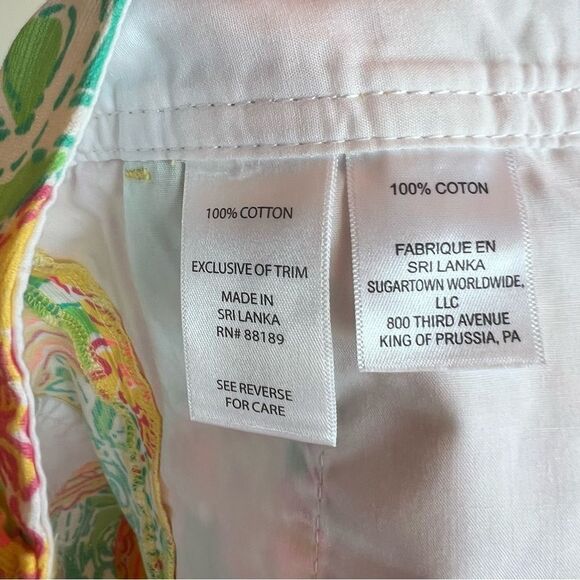 100% COTTON
EXCLUSIVE OF TRIM
MADE IN
SRI LANKA
RN# 88189
SEE REVERSE
FOR CARE
100% COTON
FABRIQUE EN
SRI LANKA
SUGARTOWN WORLDWIDE,
LLC
800 THIRD AVENUE
KING OF PRUSSIA, PA